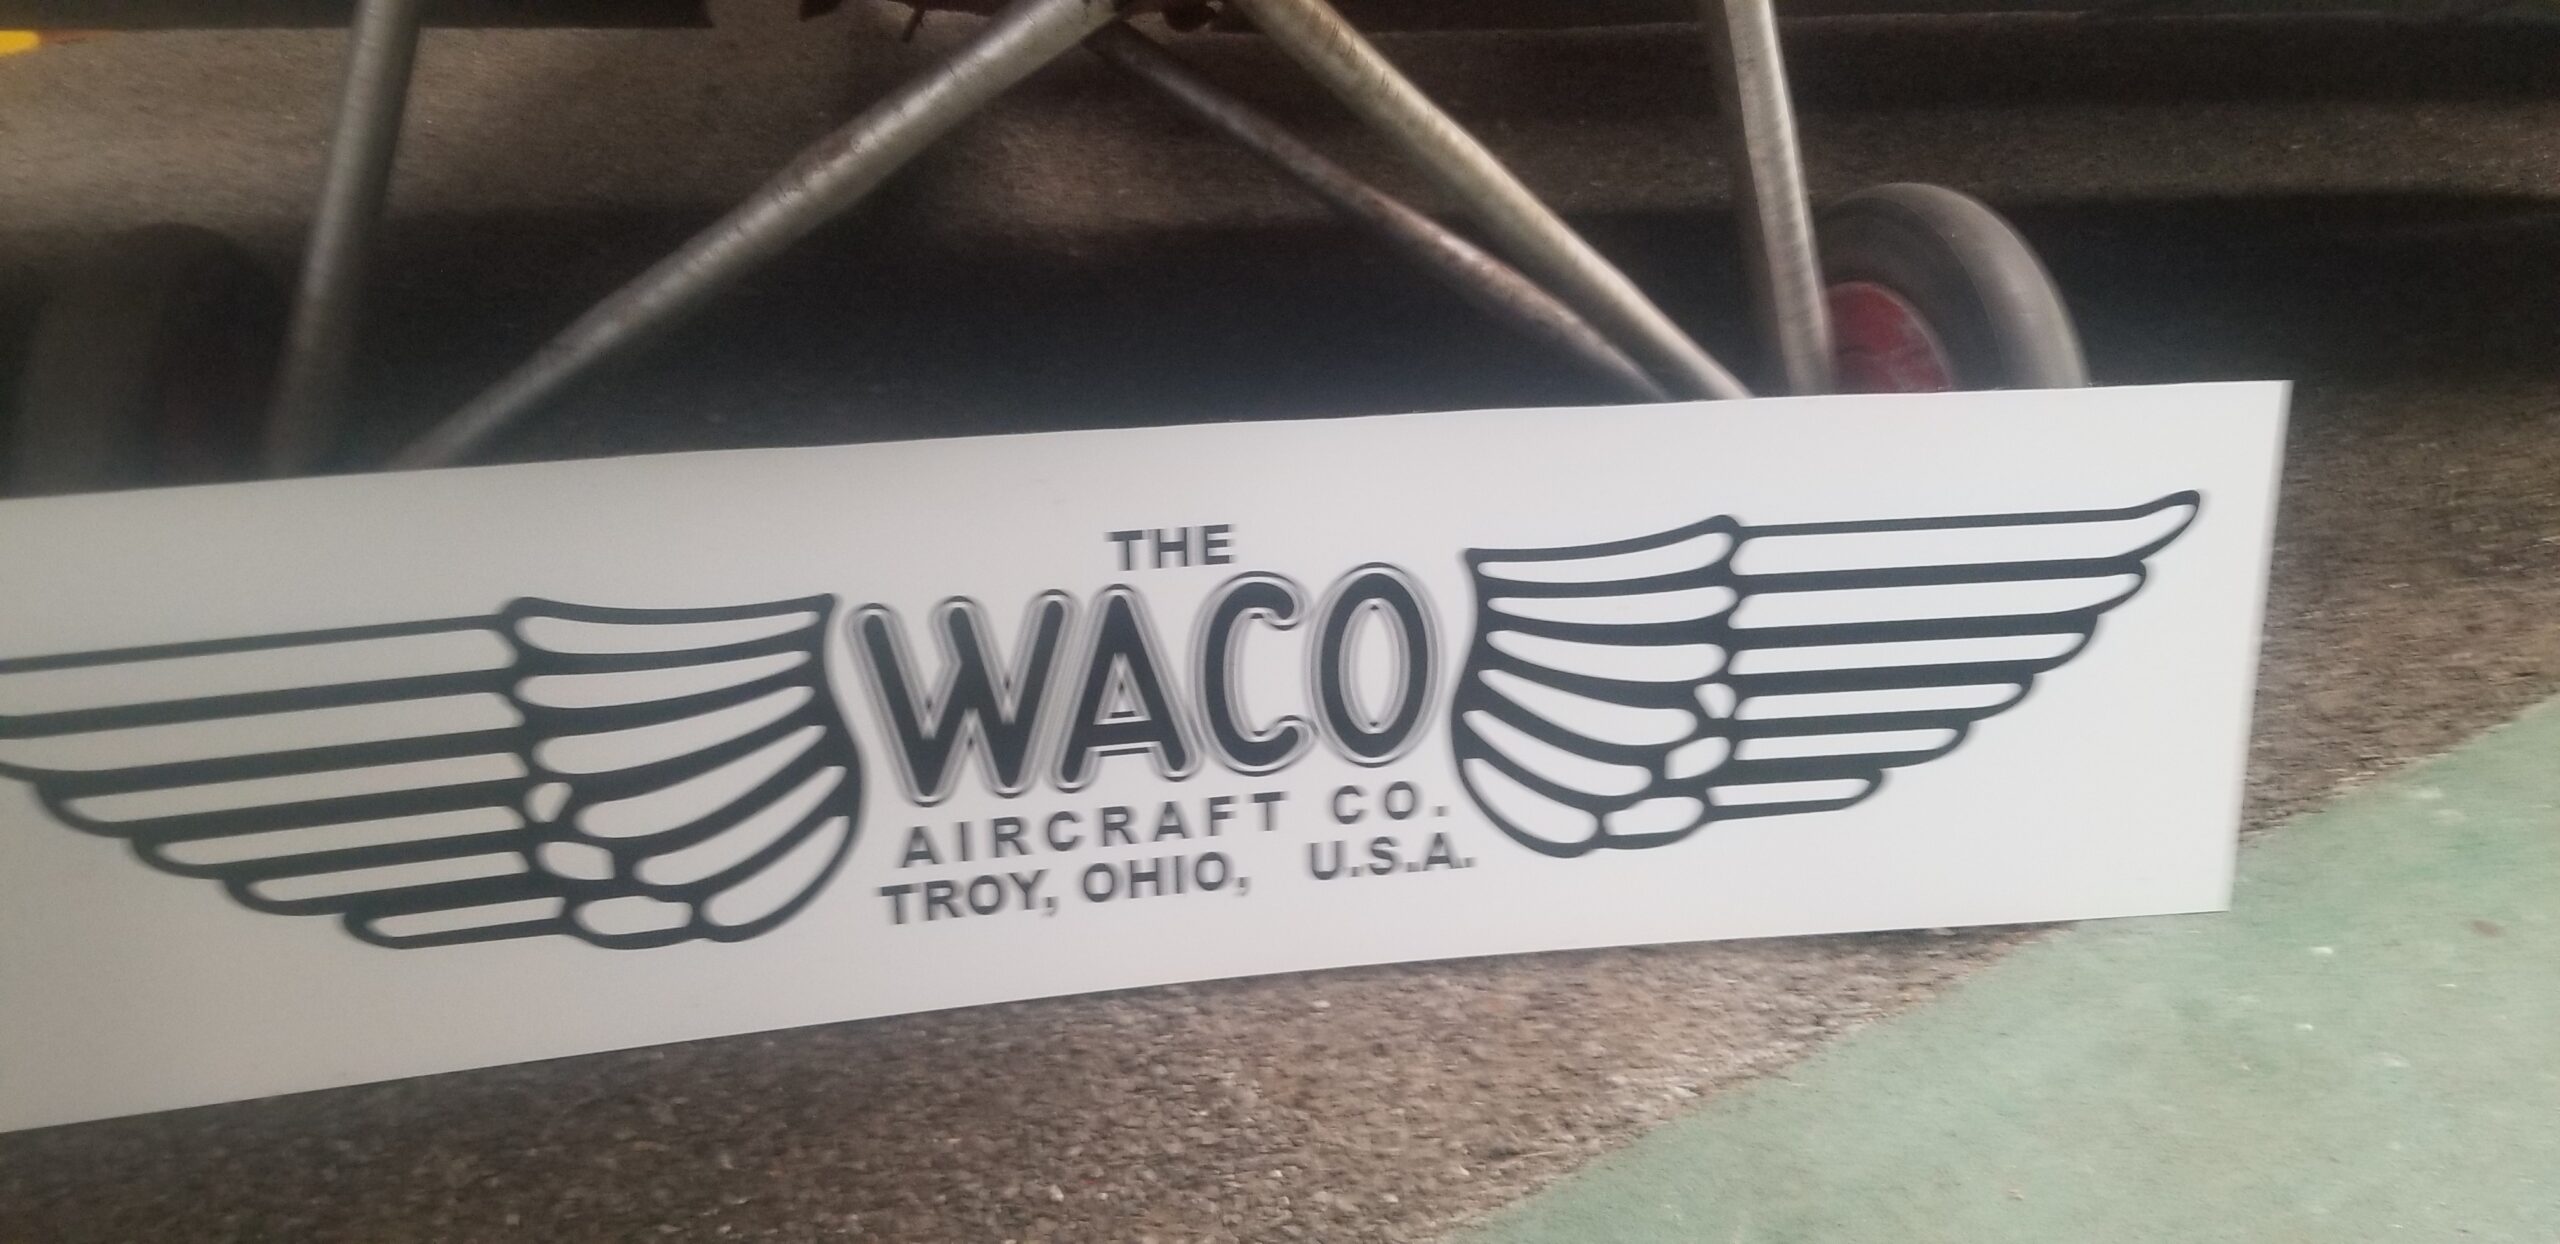 THE
WACO
AIRCRAFT CO.
TROY, OHIO, U.S.A.